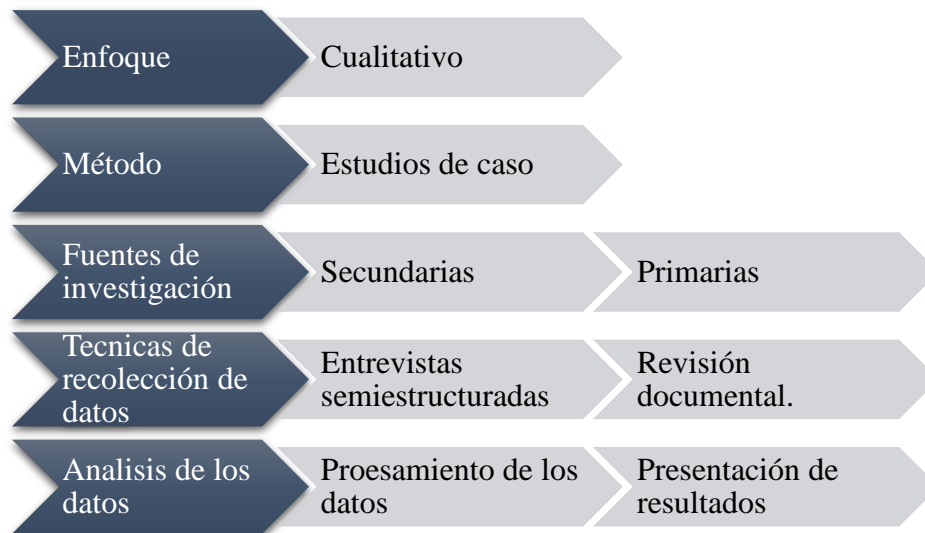 Enfoque
Cualitativo
Método
Estudios de caso
Fuentes de
investigación
Secundarias
Primarias
Tecnicas de
recolección de
datos
Entrevistas
semiestructuradas
Revisión
documental.
Analisis de los
datos
Proesamiento de los
datos
Presentación de
resultados